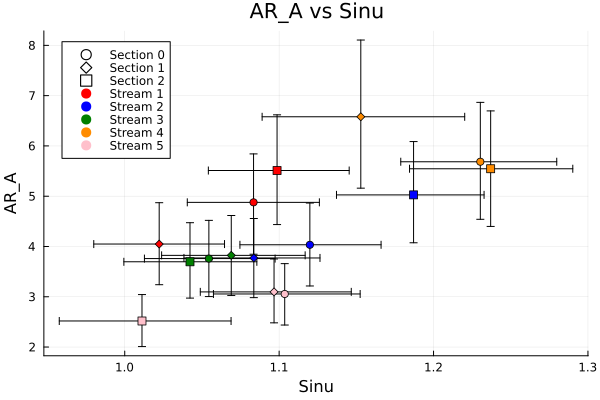 AR_A vs Sinu
Section 0
Section 1
Section 2
Stream 1
Stream 2
Stream 3
Stream 4
Stream 5
8
7
6
5
4
3
2
AR_A
1.0 1.1 1.2 1.3
Sinu